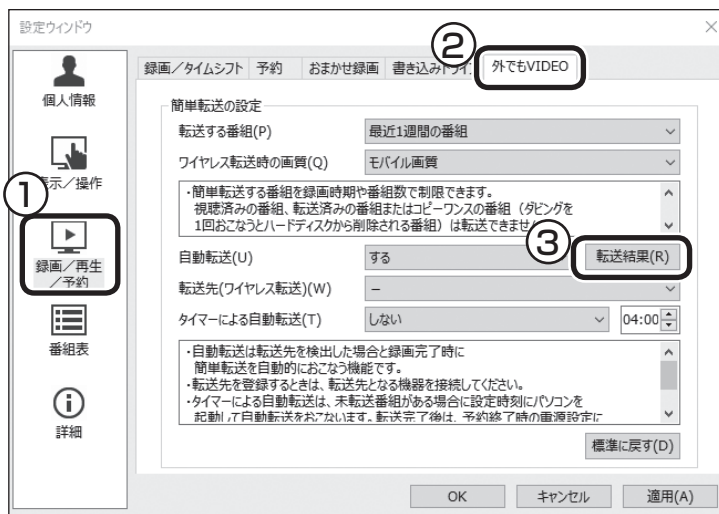 設定ウィンドウ
②
録画／タイムシフト 予約 おまかせ録画 書き込みドライ 外でもVIDEO
個人情報
簡単転送の設定
転送する番組(P) 最近1週間の番組
ワイヤレス転送時の画質(Q) モバイル画質
①
表示／操作
・簡単転送する番組を録画時期や番組数で制限できます。
視聴済みの番組、転送済みの番組またはコピーワンスの番組（ダビングを
1回おこなうとハードディスクから削除される番組）は転送できませ
③
録画／再生
／予約
自動転送(U) する 転送結果(R)
転送先(ワイヤレス転送)(W) －
タイマーによる自動転送(T) しない 04:00
番組表
・自動転送は転送先を検出した場合と録画完了時に
簡単転送を自動的におこなう機能です。
・転送先を登録するときは、転送先となる機器を接続してください。
・タイマーによる自動転送は、未転送番組がある場合に設定時刻にパソコンを
起動して自動転送をおこないます。転送完了後は、予約終了時の電源設定に
詳細
標準に戻す(D)
OK キャンセル 適用(A)